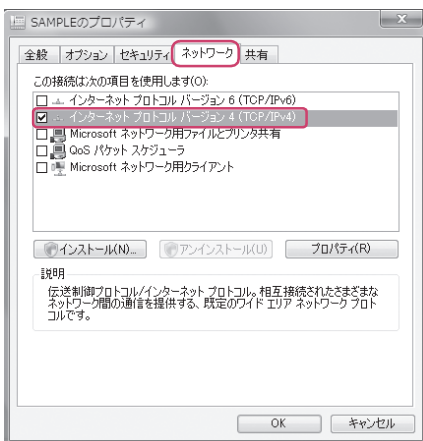 SAMPLEのプロパティ
全般 オプション セキュリティ ネットワーク 共有
この接続は次の項目を使用します(O):
インターネット プロトコル バージョン 6 (TCP/IPv6)
インターネット プロトコル バージョン 4 (TCP/IPv4)
Microsoft ネットワーク用ファイルとプリンタ共有
QoS パケット スケジューラ
Microsoft ネットワーク用クライアント
インストール(N)... アンインストール(U) プロパティ(R)
説明
伝送制御プロトコル/インターネット プロトコル。相互接続されたさまざまな
ネットワーク間の通信を提供する、既定のワイド エリア ネットワーク プロト
コルです。
OK キャンセル